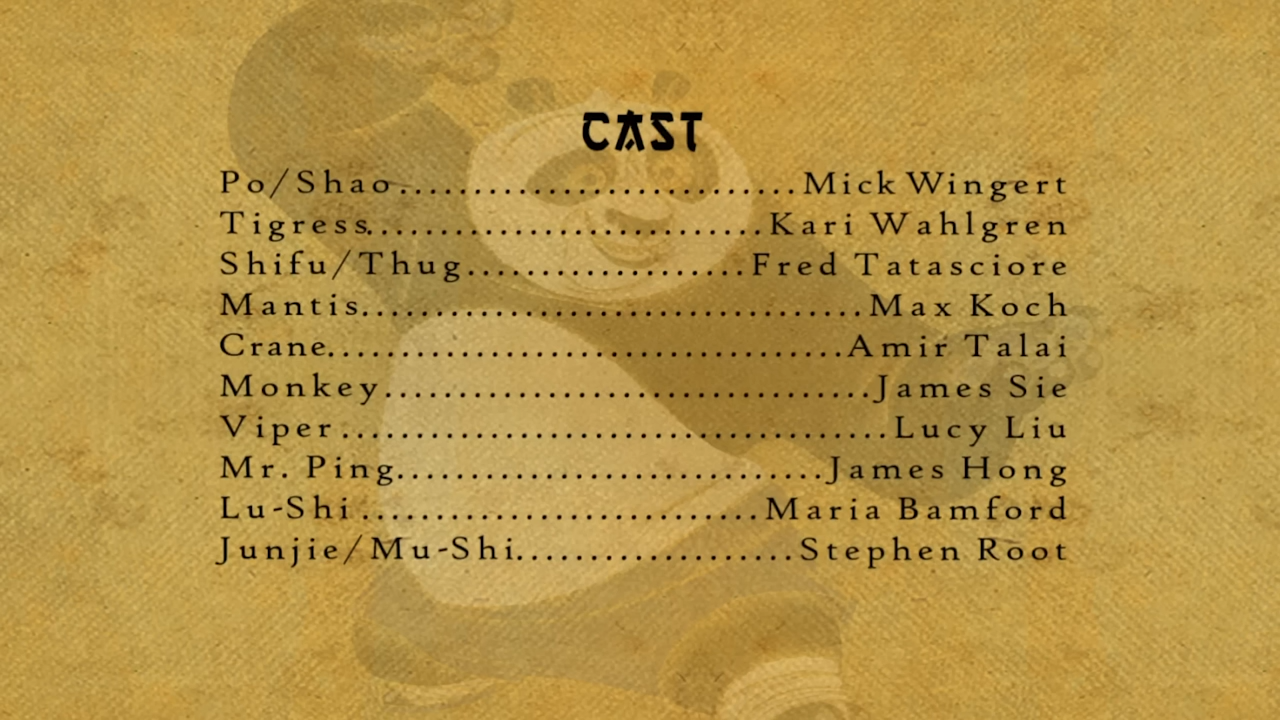 CAST
Po/Shao............................Mick Wingert
Tigress............................Kari Wahlgren
Shifu/Thug...................Fred Tatasciore
Mantis..................................Max Koch
Crane...................................Amir Talai
Monkey.................................James Sie
Viper.....................................Lucy Liu
Mr. Ping.............................James Hong
Lu-Shi...........................Maria Bamford
Junjie/Mu-Shi...................Stephen Root